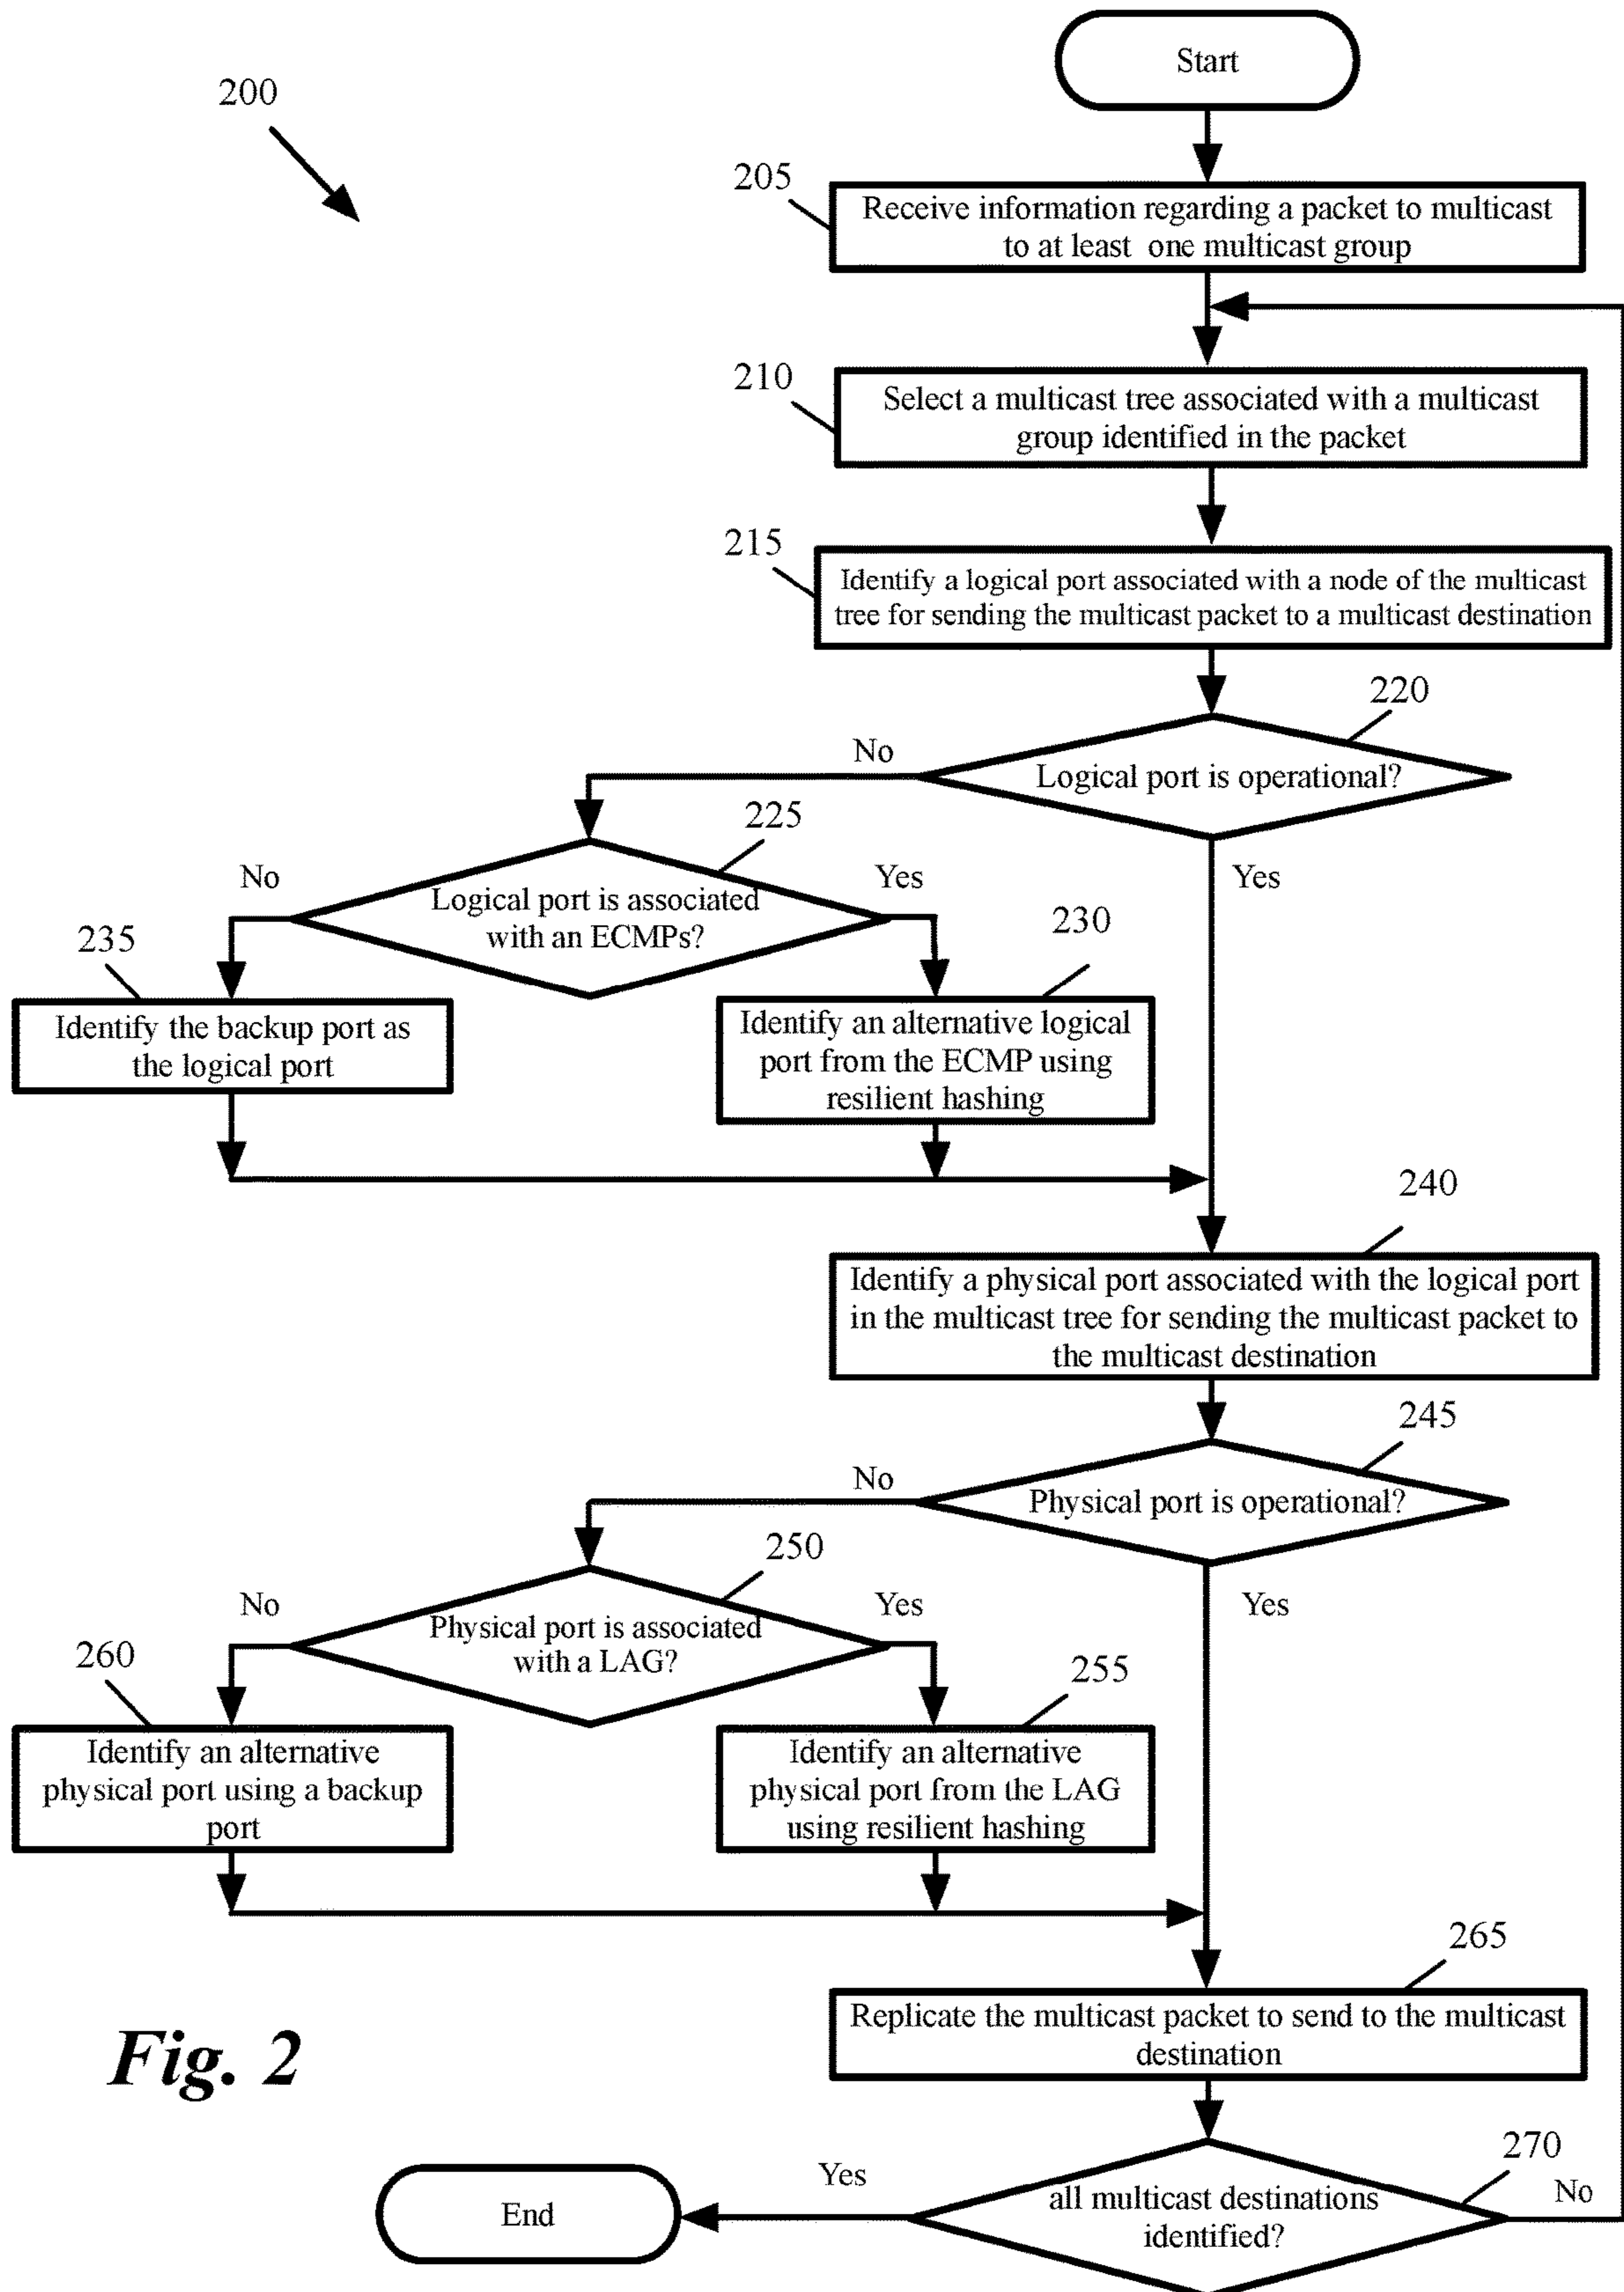 Start
200
205
Receive information regarding a packet to multicast
to at least one multicast group
210
Select a multicast tree associated with a multicast
group identified in the packet
215
Identify a logical port associated with a node of the multicast
tree for sending the multicast packet to a multicast destination
220
No
Logical port is operational?
225
No
Yes
Yes
Logical port is associated
with an ECMPs?
235
230
Identify the backup port as
the logical port
Identify an alternative logical
port from the ECMP using
resilient hashing
240
Identify a physical port associated with the logical port
in the multicast tree for sending the multicast packet to
the multicast destination
245
No
Physical port is operational?
250
No
Yes
Yes
Physical port is associated
with a LAG?
260
255
Identify an alternative
physical port using a backup
port
Identify an alternative
physical port from the LAG
using resilient hashing
265
Replicate the multicast packet to send to the multicast
destination
Fig. 2
270
Yes
No
all multicast destinations
identified?
End